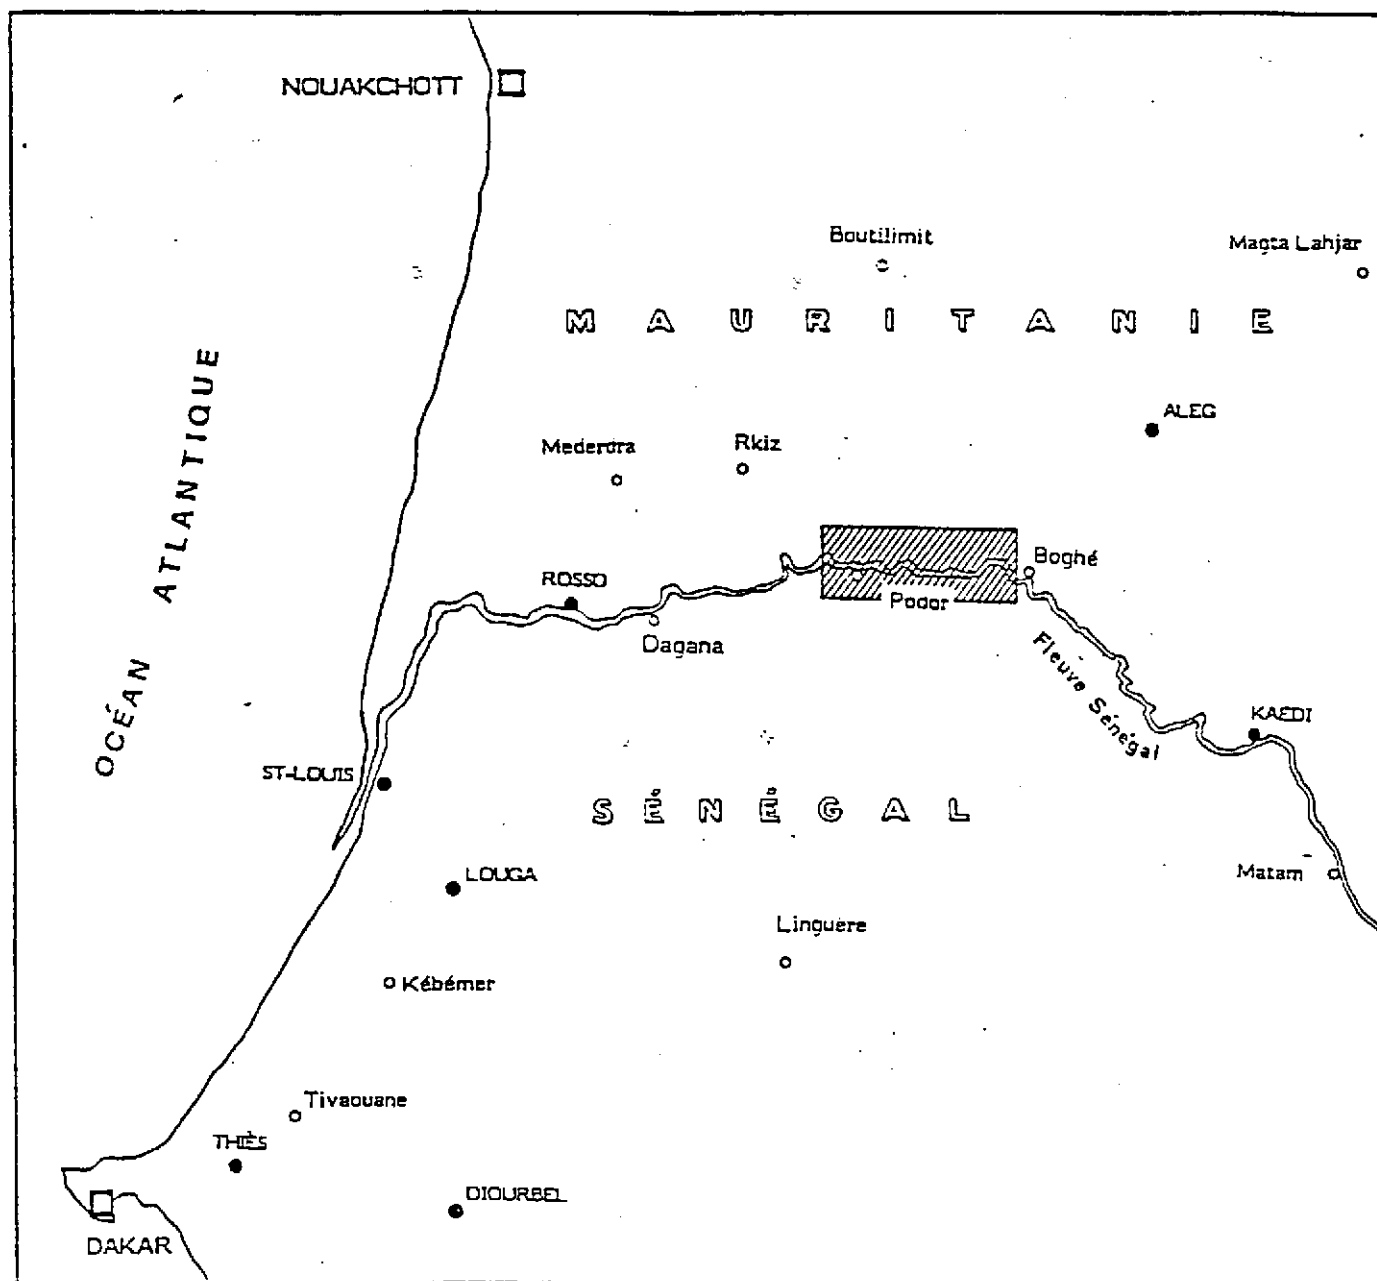 NOUAKCHOTT
Boutilimit
Magta Lahjar
MAURITANIE
OCÉAN ATLANTIQUE
ALEG
Mederdra
Rkiz
Boghé
ROSSO
Podor
Dagana
Fleuve Sénégal
KAEDI
ST-LOUIS
SÉNÉGAL
LOUGA
Matam
Linguère
Kébémer
Tivaouane
THIÈS
DIOURBEL
DAKAR